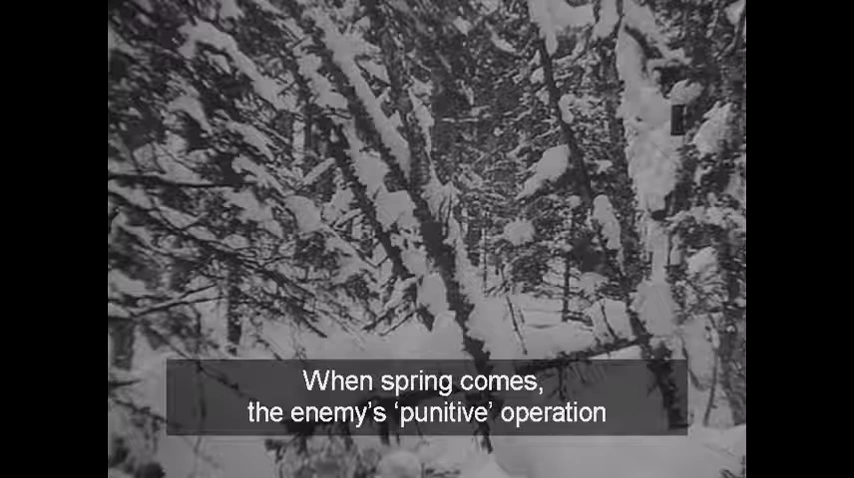 When spring comes,
the enemy's ‘punitive’ operation